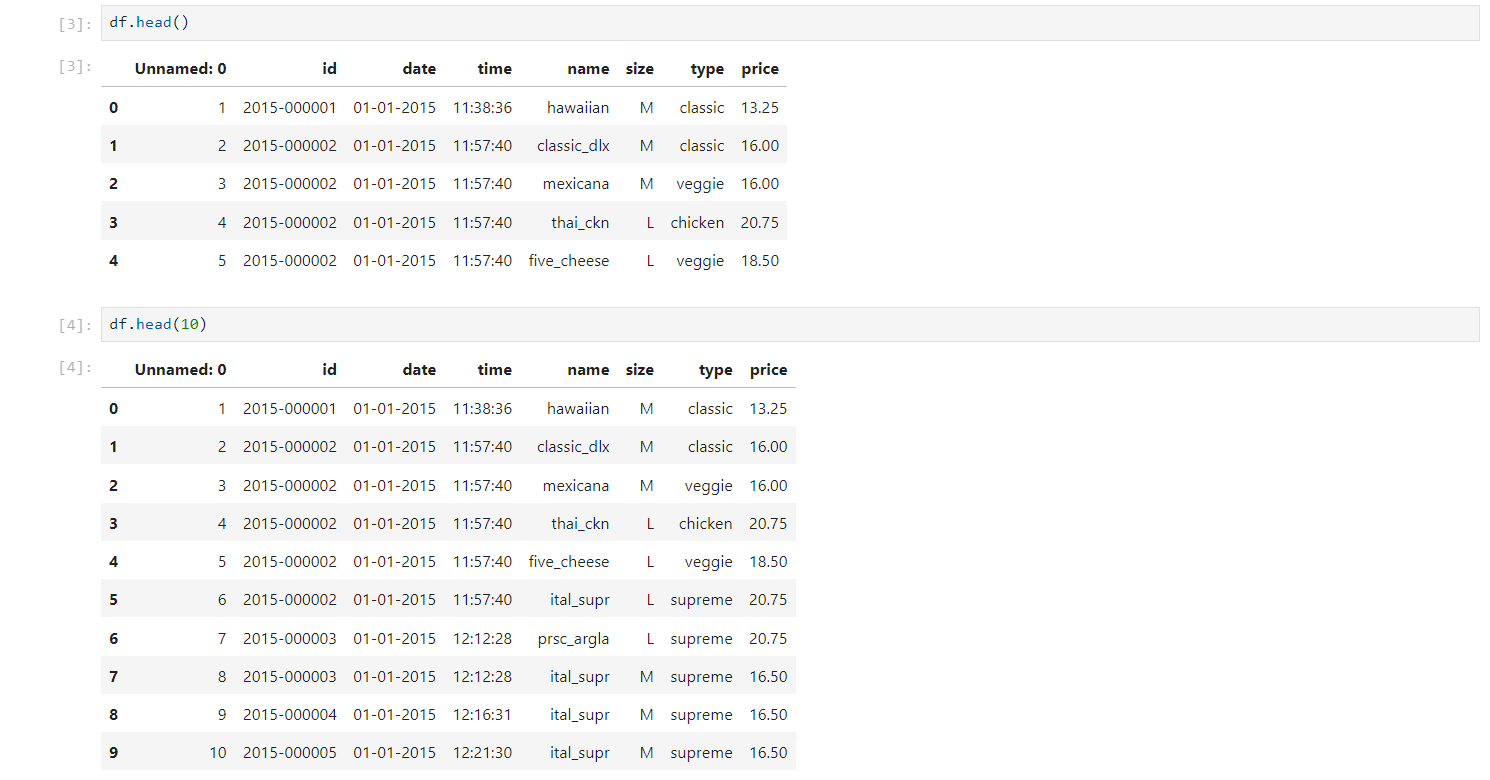 [3]: df.head()
[3]: Unnamed: 0 id date time name size type price
0 1 2015-000001 01-01-2015 11:38:36 hawaiian M classic 13.25
1 2 2015-000002 01-01-2015 11:57:40 classic_dlx M classic 16.00
2 3 2015-000002 01-01-2015 11:57:40 mexicana M veggie 16.00
3 4 2015-000002 01-01-2015 11:57:40 thai_ckn L chicken 20.75
4 5 2015-000002 01-01-2015 11:57:40 five_cheese L veggie 18.50
[4]: df.head(10)
[4]: Unnamed: 0 id date time name size type price
0 1 2015-000001 01-01-2015 11:38:36 hawaiian M classic 13.25
1 2 2015-000002 01-01-2015 11:57:40 classic_dlx M classic 16.00
2 3 2015-000002 01-01-2015 11:57:40 mexicana M veggie 16.00
3 4 2015-000002 01-01-2015 11:57:40 thai_ckn L chicken 20.75
4 5 2015-000002 01-01-2015 11:57:40 five_cheese L veggie 18.50
5 6 2015-000002 01-01-2015 11:57:40 ital_supr L supreme 20.75
6 7 2015-000003 01-01-2015 12:12:28 prsc_argla L supreme 20.75
7 8 2015-000003 01-01-2015 12:12:28 ital_supr M supreme 16.50
8 9 2015-000004 01-01-2015 12:16:31 ital_supr M supreme 16.50
9 10 2015-000005 01-01-2015 12:21:30 ital_supr M supreme 16.50